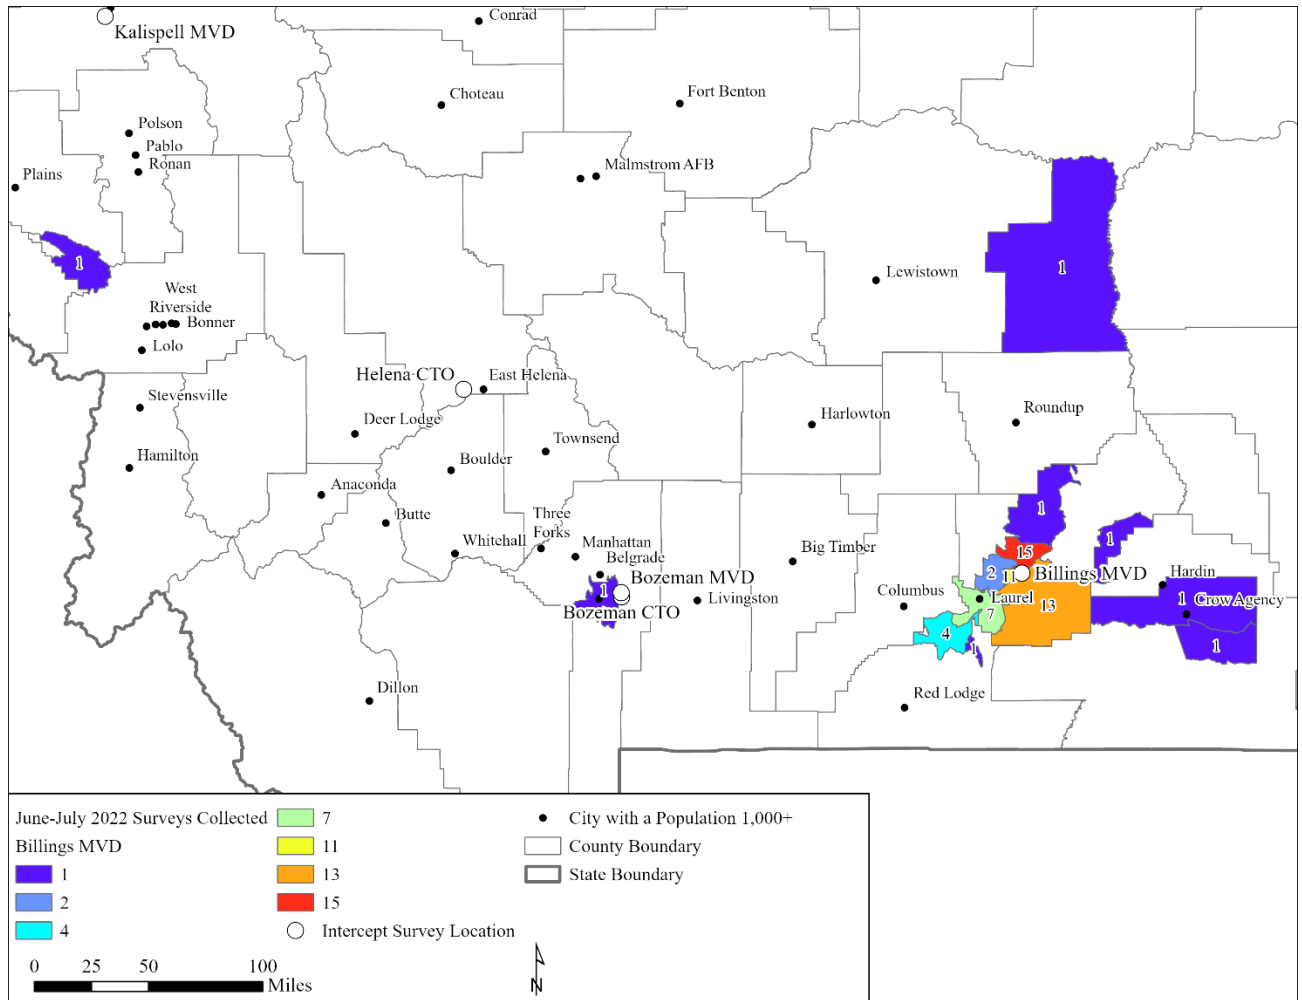 Conrad
Kalispell MVD
Choteau
Fort Benton
Polson
Pablo
Ronan
Malmstrom AFB
Plains
1
1
Lewistown
West
Riverside
Bonner
Lolo
Helena CTO
East Helena
Stevensville
Harlowton
Roundup
Deer Lodge
Townsend
Hamilton
Boulder
Anaconda
1
Butte
Three
Forks
Whitehall
Manhattan
Belgrade
Big Timber
1
15
2
11
Billings MVD
Hardin
Bozeman MVD
1
Columbus
Laurel
13
1
Crow Agency
Livingston
Bozeman CTO
7
4
1
1
Dillon
Red Lodge
June-July 2022 Surveys Collected
Billings MVD
1
2
4
7
11
13
15
Intercept Survey Location
City with a Population 1,000+
County Boundary
State Boundary
0 25 50 100
Miles
N